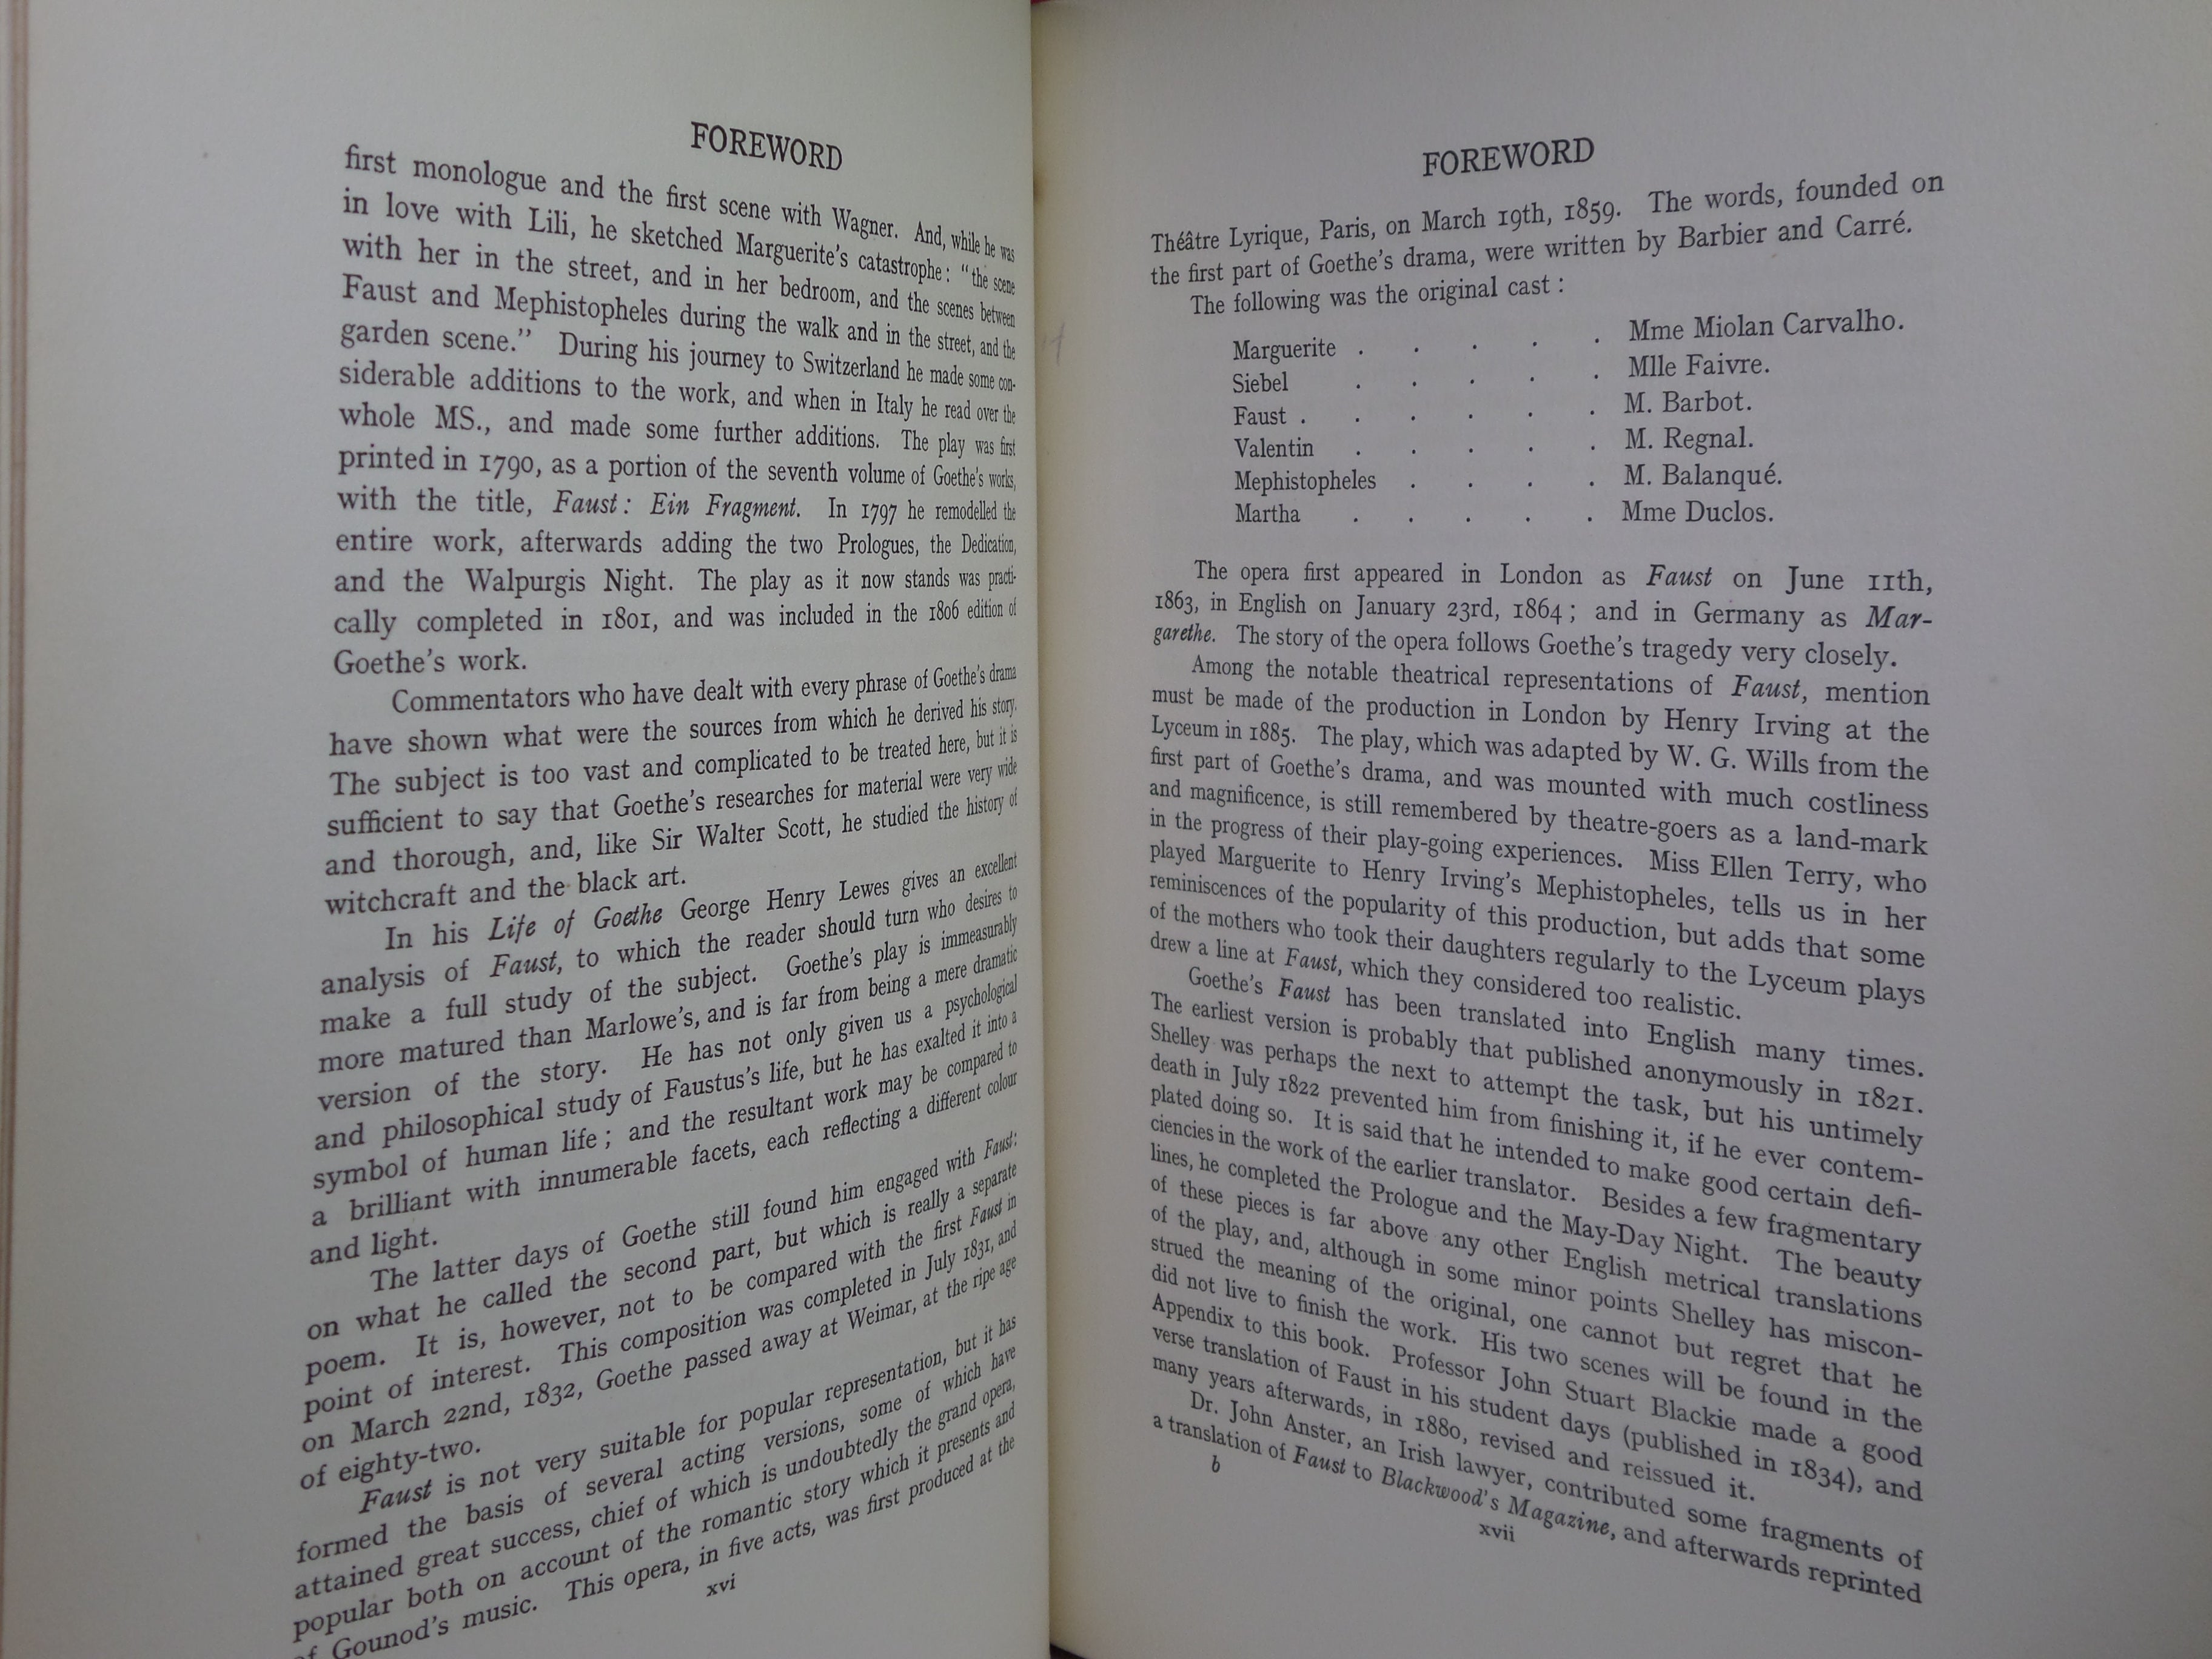 FOREWORD
first monologue and the first scene with Wagner. And, while he was
in love with Lili, he sketched Marguerite's catastrophe: "the scene
with her in the street, and in her bedroom, and the scenes between
Faust and Mephistopheles during the walk and in the street, and the
garden scene." During his journey to Switzerland he made some con-
siderable additions to the work, and when in Italy he read over the
whole MS., and made some further additions. The play was first
printed in 1790, as a portion of the seventh volume of Goethe's works,
with the title, Faust: Ein Fragment. In 1797 he remodelled the
entire work, afterwards adding the two Prologues, the Dedication,
and the Walpurgis Night. The play as it now stands was practi-
cally completed in 1801, and was included in the 1806 edition of
Goethe's work.
Commentators who have dealt with every phrase of Goethe's drama
have shown what were the sources from which he derived his story.
The subject is too vast and complicated to be treated here, but it is
sufficient to say that Goethe's researches for material were very wide
and thorough, and, like Sir Walter Scott, he studied the history of
witchcraft and the black art.
In his Life of Goethe George Henry Lewes gives an excellent
analysis of Faust, to which the reader should turn who desires to
make a full study of the subject. Goethe's play is immeasurably
more matured than Marlowe's, and is far from being a mere dramatic
version of the story. He has not only given us a psychological
and philosophical study of Faustus's life, but he has exalted it into a
symbol of human life; and the resultant work may be compared to
a brilliant with innumerable facets, each reflecting a different colour
and light.
The latter days of Goethe still found him engaged with Faust:
on what he called the second part, but which is really a separate
poem. It is, however, not to be compared with the first Faust in
point of interest. This composition was completed in July 1831, and
on March 22nd, 1832, Goethe passed away at Weimar, at the ripe age
of eighty-two.
Faust is not very suitable for popular representation, but it has
formed the basis of several acting versions, some of which have
attained great success, chief of which is undoubtedly the grand opera,
popular both on account of the romantic story which it presents and
of Gounod's music. This opera, in five acts, was first produced at the
xvi
FOREWORD
Théâtre Lyrique, Paris, on March 19th, 1859. The words, founded on
the first part of Goethe's drama, were written by Barbier and Carré.
The following was the original cast:
Marguerite . . . . . Mme Miolan Carvalho.
Siebel . . . . . Mlle Faivre.
Faust . . . . . . M. Barbot.
Valentin . . . . . M. Regnal.
Mephistopheles . . . . M. Balanqué.
Martha . . . . . Mme Duclos.
The opera first appeared in London as Faust on June 11th,
1863, in English on January 23rd, 1864; and in Germany as Mar-
garethe. The story of the opera follows Goethe's tragedy very closely.
Among the notable theatrical representations of Faust, mention
must be made of the production in London by Henry Irving at the
Lyceum in 1885. The play, which was adapted by W. G. Wills from the
first part of Goethe's drama, and was mounted with much costliness
and magnificence, is still remembered by theatre-goers as a land-mark
in the progress of their play-going experiences. Miss Ellen Terry, who
played Marguerite to Henry Irving's Mephistopheles, tells us in her
reminiscences of the popularity of this production, but adds that some
of the mothers who took their daughters regularly to the Lyceum plays
drew a line at Faust, which they considered too realistic.
Goethe's Faust has been translated into English many times.
The earliest version is probably that published anonymously in 1821.
Shelley was perhaps the next to attempt the task, but his untimely
death in July 1822 prevented him from finishing it, if he ever contem-
plated doing so. It is said that he intended to make good certain defi-
ciencies in the work of the earlier translator. Besides a few fragmentary
lines, he completed the Prologue and the May-Day Night. The beauty
of these pieces is far above any other English metrical translations
of the play, and, although in some minor points Shelley has miscon-
strued the meaning of the original, one cannot but regret that he
did not live to finish the work. His two scenes will be found in the
Appendix to this book. Professor John Stuart Blackie made a good
verse translation of Faust in his student days (published in 1834), and
many years afterwards, in 1880, revised and reissued it.
Dr. John Anster, an Irish lawyer, contributed some fragments of
a translation of Faust to Blackwood's Magazine, and afterwards reprinted
b
xvii